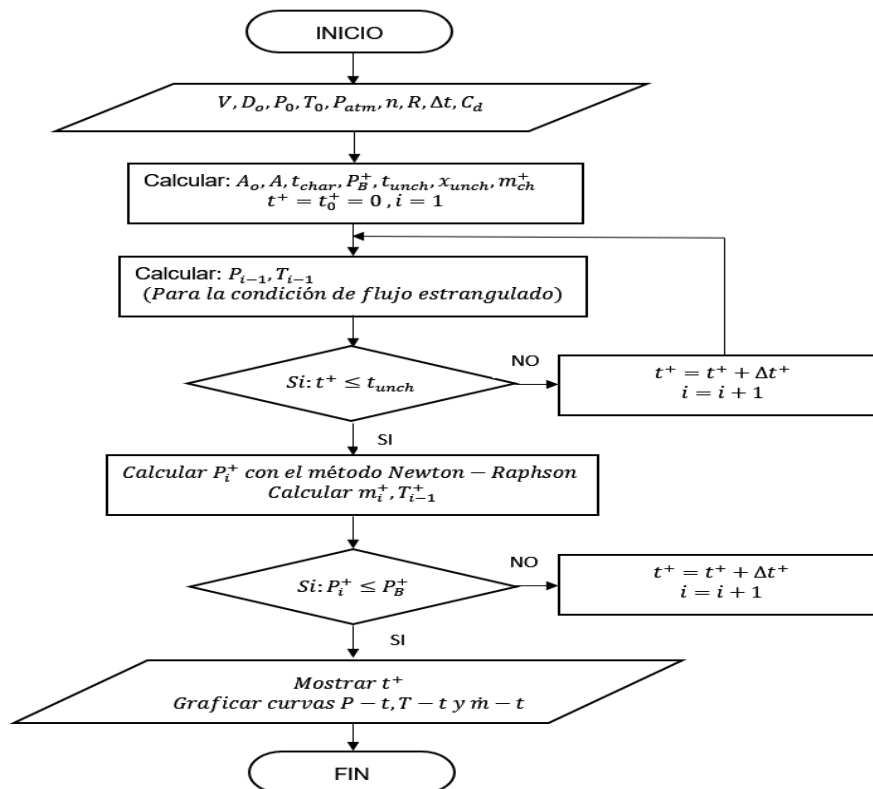 INICIO
V, D_o, P_0, T_0, P_atm, n, R, Δt, C_d
Calcular: A_o, A, t_char, P_B^+, t_unch, x_unch, m_ch^+
t^+ = t_0^+ = 0 , i = 1
Calcular: P_{i-1}, T_{i-1}
(Para la condición de flujo estrangulado)
Si: t^+ ≤ t_unch
NO
t^+ = t^+ + Δt^+
i = i + 1
SI
Calcular P_i^+ con el método Newton − Raphson
Calcular m_i^+, T_{i-1}^+
Si: P_i^+ ≤ P_B^+
NO
t^+ = t^+ + Δt^+
i = i + 1
SI
Mostrar t^+
Graficar curvas P − t, T − t y ṁ − t
FIN